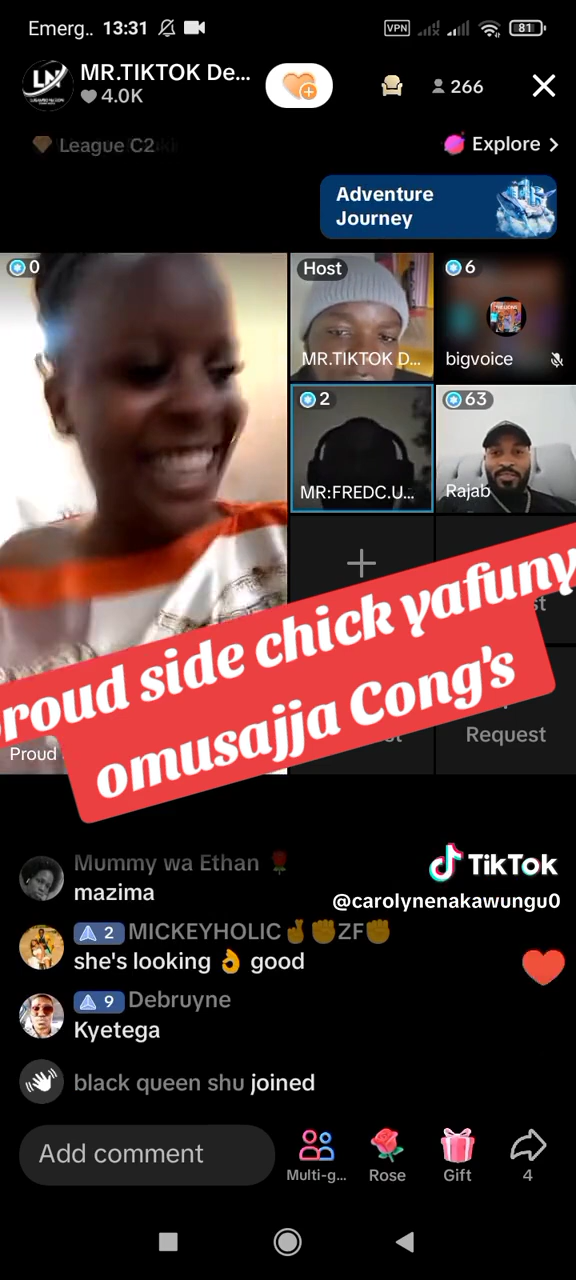 Emerg.. 13:31 VPN 81
LN MR.TIKTOK De...
4.0K
266
League C2
Explore >
Adventure
Journey
0
Host
6
MR.TIKTOK D...
bigvoice
2
63
MR:FREDC.U...
Rajab
proud side chick yafuny
omusajja Cong's
Proud
Request
Mummy wa Ethan 🌹
mazima
TikTok
@carolynenakawungu0
2 MICKEYHOLIC🤞✊ZF✊
she's looking 👌 good
9 Debruyne
Kyetega
black queen shu joined
Add comment
Multi-g...
Rose
Gift
4